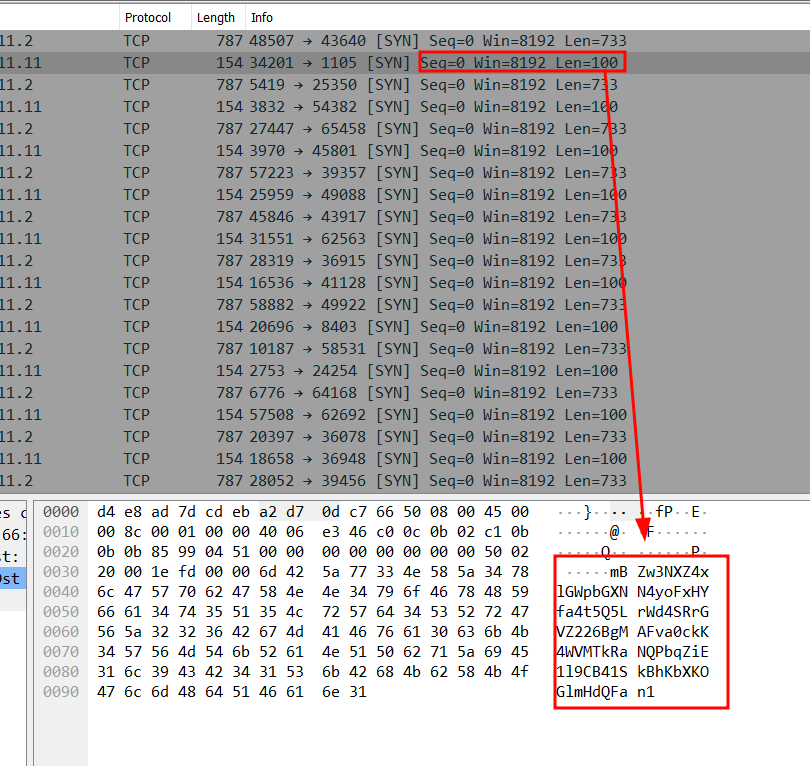 Protocol Length Info
11.2 TCP 787 48507 → 43640 [SYN] Seq=0 Win=8192 Len=733
11.11 TCP 154 34201 → 1105 [SYN] Seq=0 Win=8192 Len=100
11.2 TCP 787 5419 → 25350 [SYN] Seq=0 Win=8192 Len=733
11.11 TCP 154 3832 → 54382 [SYN] Seq=0 Win=8192 Len=100
11.2 TCP 787 27447 → 65458 [SYN] Seq=0 Win=8192 Len=733
11.11 TCP 154 3970 → 45801 [SYN] Seq=0 Win=8192 Len=100
11.2 TCP 787 57223 → 39357 [SYN] Seq=0 Win=8192 Len=733
11.11 TCP 154 25959 → 49088 [SYN] Seq=0 Win=8192 Len=100
11.2 TCP 787 45846 → 43917 [SYN] Seq=0 Win=8192 Len=733
11.11 TCP 154 31551 → 62563 [SYN] Seq=0 Win=8192 Len=100
11.2 TCP 787 28319 → 36915 [SYN] Seq=0 Win=8192 Len=733
11.11 TCP 154 16536 → 41128 [SYN] Seq=0 Win=8192 Len=100
11.2 TCP 787 58882 → 49922 [SYN] Seq=0 Win=8192 Len=733
11.11 TCP 154 20696 → 8403 [SYN] Seq=0 Win=8192 Len=100
11.2 TCP 787 10187 → 58531 [SYN] Seq=0 Win=8192 Len=733
11.11 TCP 154 2753 → 24254 [SYN] Seq=0 Win=8192 Len=100
11.2 TCP 787 6776 → 64168 [SYN] Seq=0 Win=8192 Len=733
11.11 TCP 154 57508 → 62692 [SYN] Seq=0 Win=8192 Len=100
11.2 TCP 787 20397 → 36078 [SYN] Seq=0 Win=8192 Len=733
11.11 TCP 154 18658 → 36948 [SYN] Seq=0 Win=8192 Len=100
11.2 TCP 787 28052 → 39456 [SYN] Seq=0 Win=8192 Len=733
es c 0000 d4 e8 ad 7d cd eb a2 d7 0d c7 66 50 08 00 45 00 ···}···· ··fP··E·
66: 0010 00 8c 00 01 00 00 40 06 e3 46 c0 0c 0b 02 c1 0b ······@· ·F······
st: 0020 0b 0b 85 99 04 51 00 00 00 00 00 00 00 00 50 02 ·····Q·· ······P·
Dst 0030 20 00 1e fd 00 00 6d 42 5a 77 33 4e 58 5a 34 78 ·····mB Zw3NXZ4x
0040 6c 47 57 70 62 47 58 4e 4e 34 79 6f 46 78 48 59 lGWpbGXN N4yoFxHY
0050 66 61 34 74 35 51 35 4c 72 57 64 34 53 52 72 47 fa4t5Q5L rWd4SRrG
0060 56 5a 32 32 36 42 67 4d 41 46 76 61 30 63 6b 4b VZ226BgM AFva0ckK
0070 34 57 56 4d 54 6b 52 61 4e 51 50 62 71 5a 69 45 4WVMTkRa NQPbqZiE
0080 31 6c 39 43 42 34 31 53 6b 42 68 4b 62 58 4b 4f 1l9CB41S kBhKbXKO
0090 47 6c 6d 48 64 51 46 61 6e 31 GlmHdQFa n1